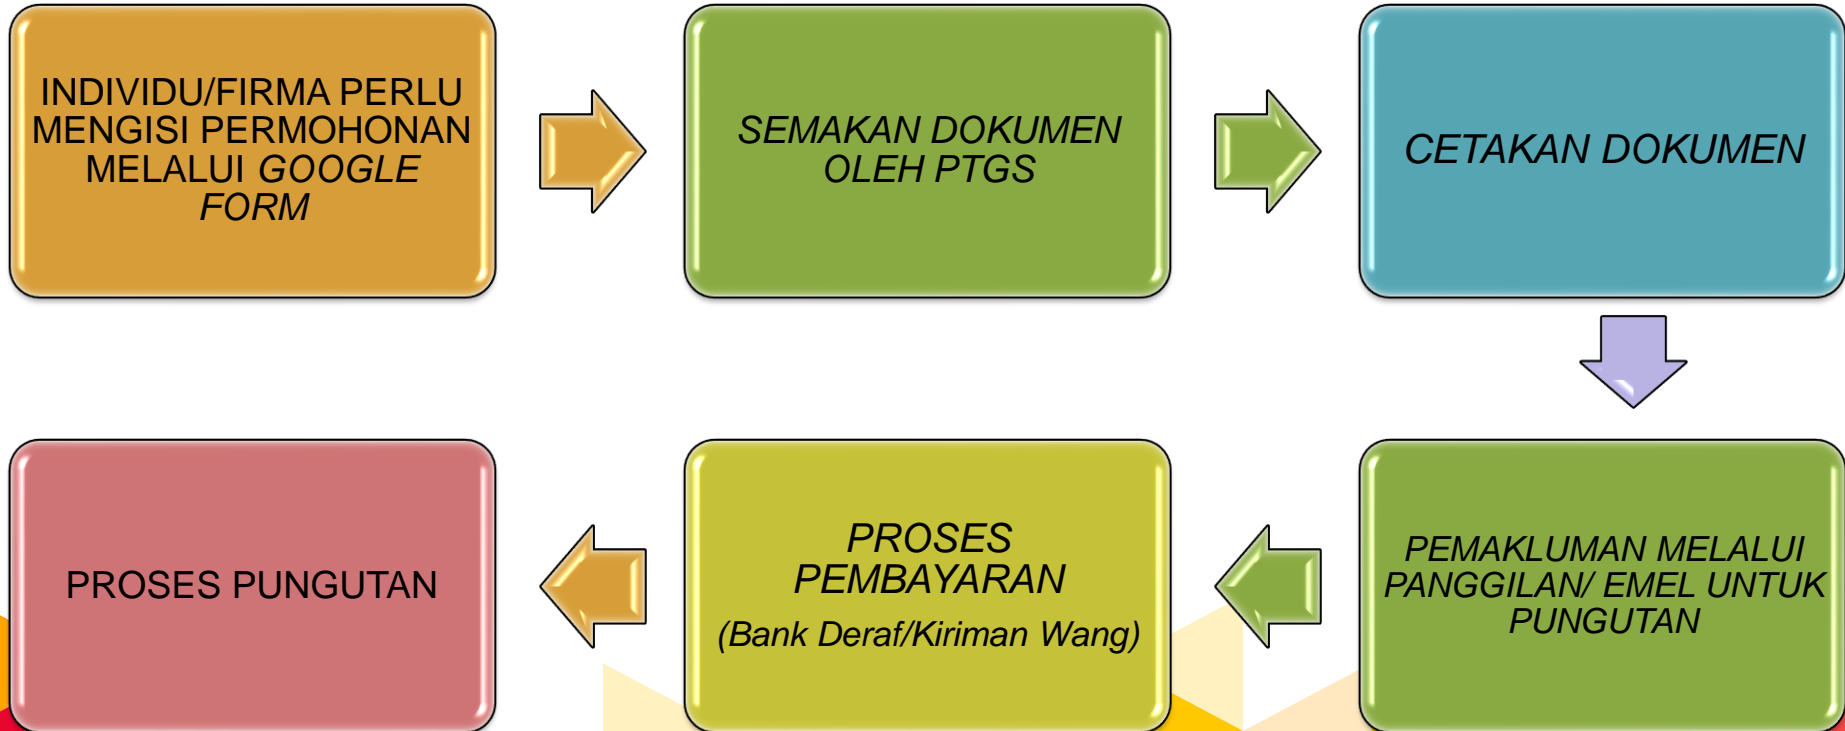 INDIVIDU/FIRMA PERLU
MENGISI PERMOHONAN
MELALUI GOOGLE
FORM
SEMAKAN DOKUMEN
OLEH PTGS
CETAKAN DOKUMEN
PEMAKLUMAN MELALUI
PANGGILAN/ EMEL UNTUK
PUNGUTAN
PROSES
PEMBAYARAN
(Bank Deraf/Kiriman Wang)
PROSES PUNGUTAN